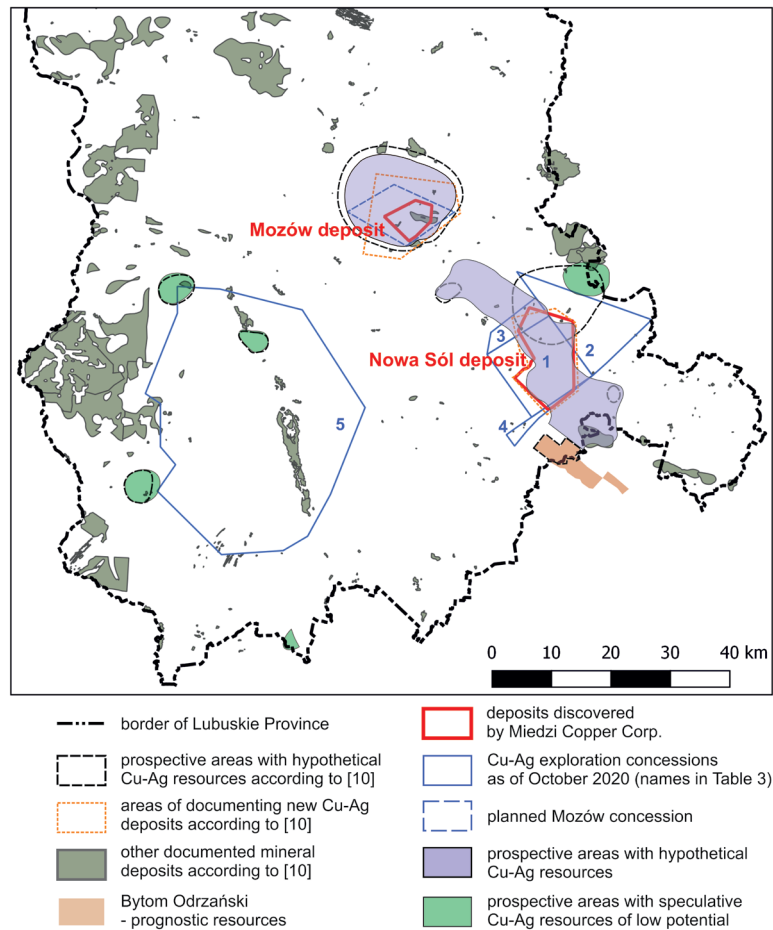 Mozów deposit
3
Nowa Sól deposit
1
2
5
4
0 10 20 30 40 km
border of Lubuskie Province
prospective areas with hypothetical
Cu-Ag resources according to [10]
areas of documenting new Cu-Ag
deposits according to [10]
other documented mineral
deposits according to [10]
Bytom Odrzański
- prognostic resources
deposits discovered
by Miedzi Copper Corp.
Cu-Ag exploration concessions
as of October 2020 (names in Table 3)
planned Mozów concession
prospective areas with hypothetical
Cu-Ag resources
prospective areas with speculative
Cu-Ag resources of low potential